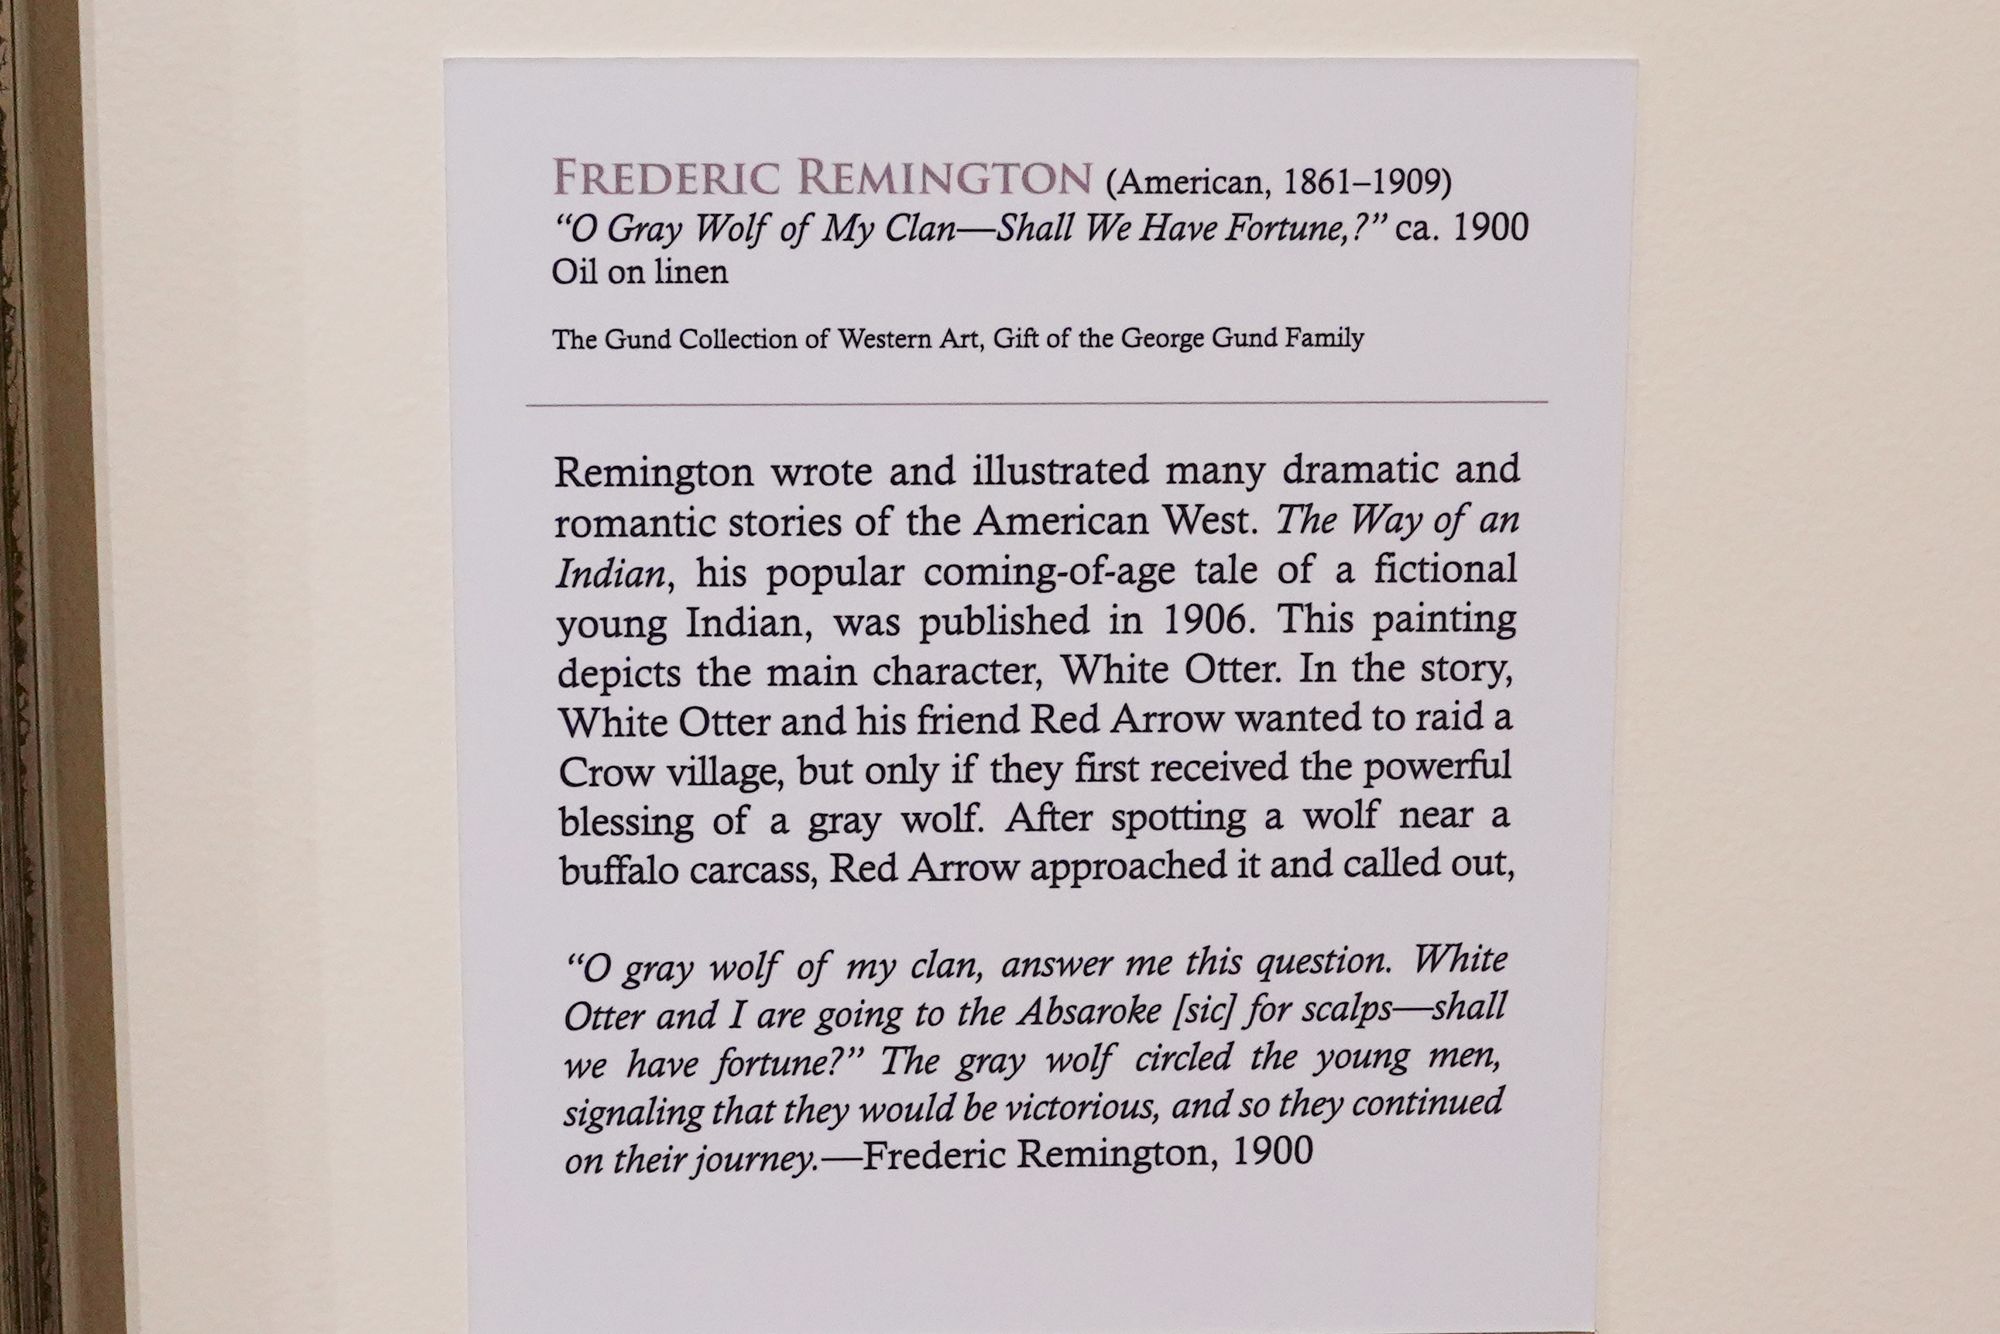 FREDERIC REMINGTON (American, 1861–1909)
“O Gray Wolf of My Clan—Shall We Have Fortune,?” ca. 1900
Oil on linen
The Gund Collection of Western Art, Gift of the George Gund Family
Remington wrote and illustrated many dramatic and
romantic stories of the American West. The Way of an
Indian, his popular coming-of-age tale of a fictional
young Indian, was published in 1906. This painting
depicts the main character, White Otter. In the story,
White Otter and his friend Red Arrow wanted to raid a
Crow village, but only if they first received the powerful
blessing of a gray wolf. After spotting a wolf near a
buffalo carcass, Red Arrow approached it and called out,
“O gray wolf of my clan, answer me this question. White
Otter and I are going to the Absaroke [sic] for scalps—shall
we have fortune?” The gray wolf circled the young men,
signaling that they would be victorious, and so they continued
on their journey.—Frederic Remington, 1900